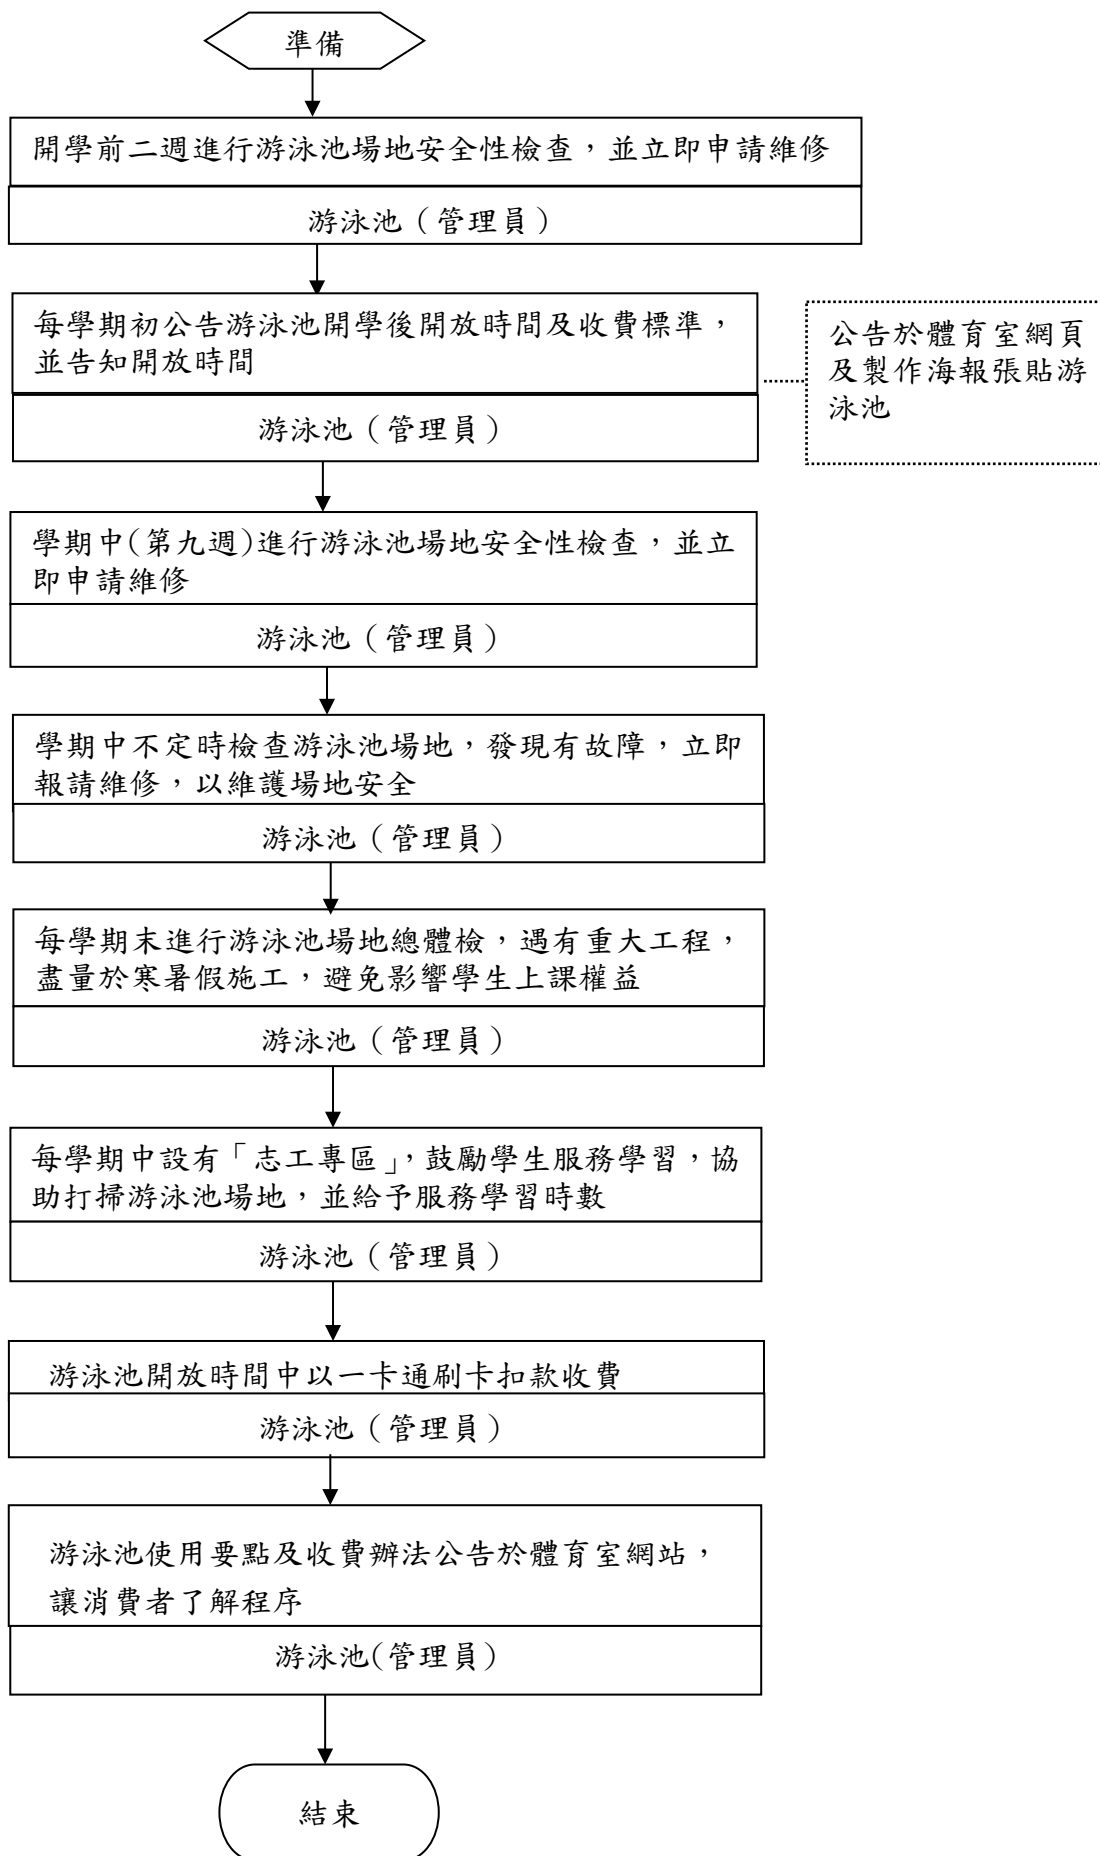 準備
開學前二週進行游泳池場地安全性檢查，並立即申請維修
游泳池（管理員）
每學期初公告游泳池開學後開放時間及收費標準，
並告知開放時間
游泳池（管理員）
公告於體育室網頁
及製作海報張貼游
泳池
學期中(第九週)進行游泳池場地安全性檢查，並立
即申請維修
游泳池（管理員）
學期中不定時檢查游泳池場地，發現有故障，立即
報請維修，以維護場地安全
游泳池（管理員）
每學期末進行游泳池場地總體檢，遇有重大工程，
盡量於寒暑假施工，避免影響學生上課權益
游泳池（管理員）
每學期中設有「志工專區」，鼓勵學生服務學習，協
助打掃游泳池場地，並給予服務學習時數
游泳池（管理員）
游泳池開放時間中以一卡通刷卡扣款收費
游泳池（管理員）
游泳池使用要點及收費辦法公告於體育室網站，
讓消費者了解程序
游泳池(管理員)
結束